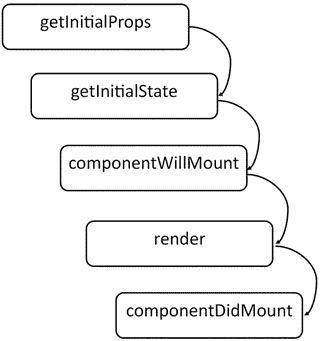 getInitialProps
getInitialState
componentWillMount
render
componentDidMount